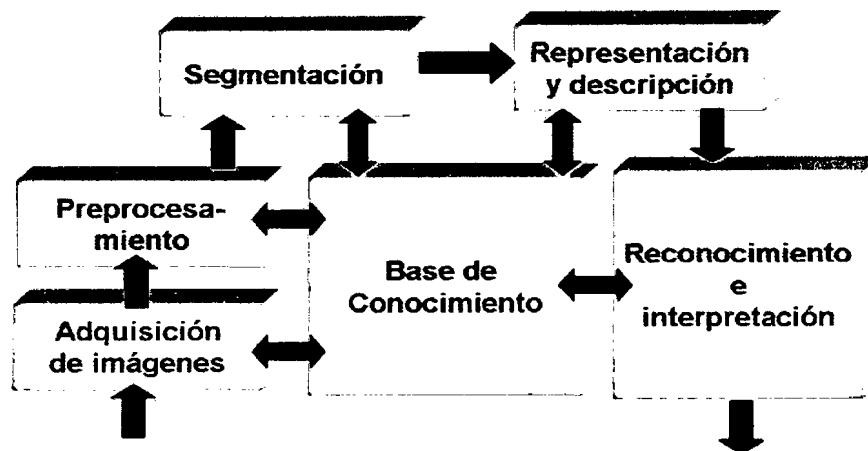 Segmentación
Representación
y descripción
Preprocesa-
miento
Base de
Conocimiento
Reconocimiento
e
interpretación
Adquisición
de imágenes